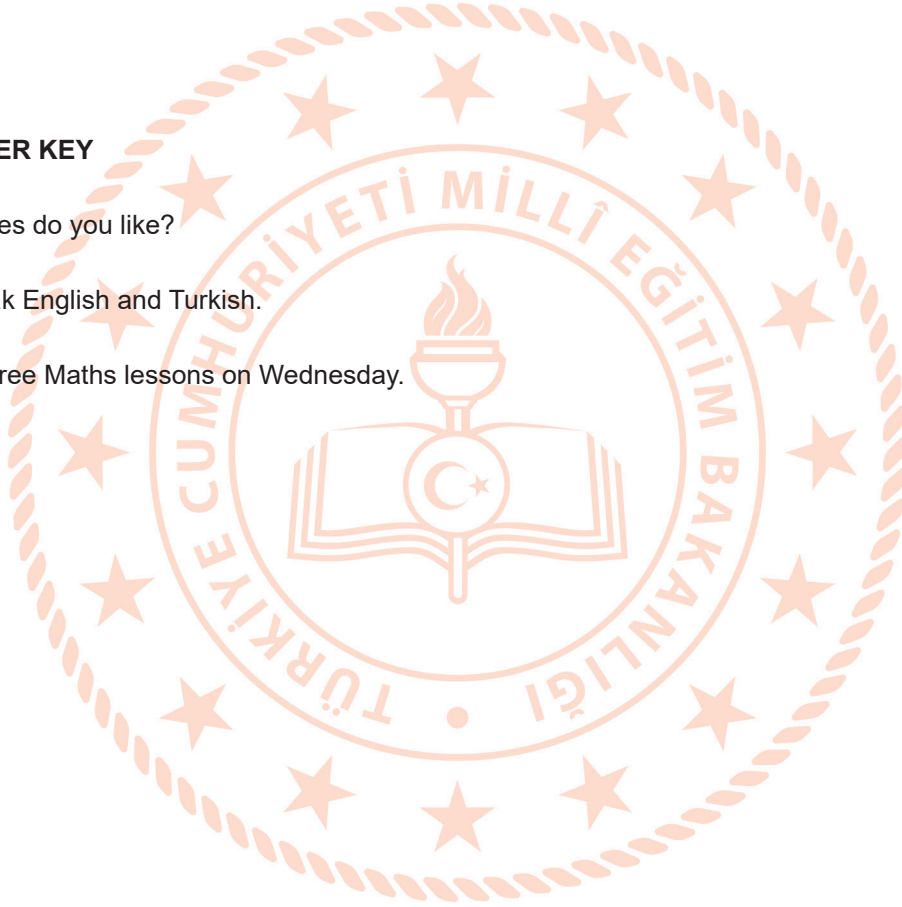 ER KEY
es do you like?
k English and Turkish.
ree Maths lessons on Wednesday.
TÜRKİYE CUMHURİYETİ MİLLÎ EĞİTİM BAKANLIĞI